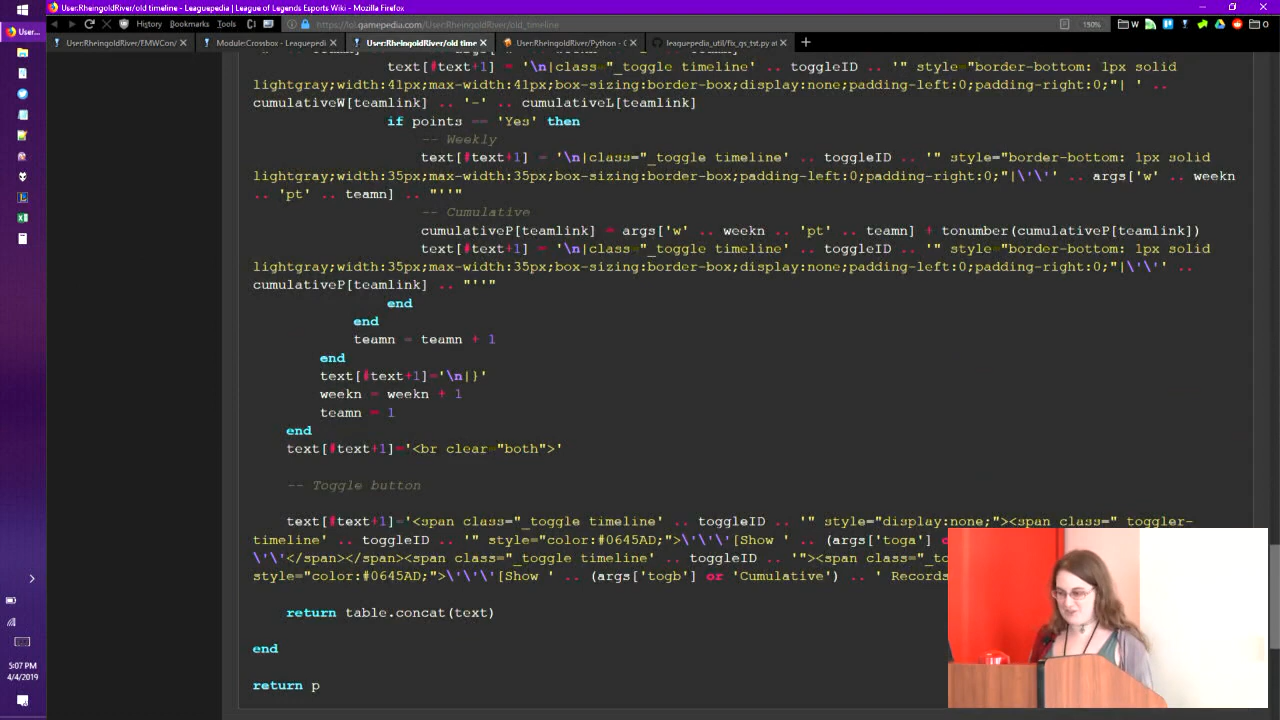 User:RheingoldRiver/old timeline - Leaguepedia | League of Legends Esports Wiki - Mozilla Firefox
History Bookmarks Tools https://lol.gamepedia.com/User:RheingoldRiver/old_timeline 150% W O
User:RheingoldRiver/EMWCon/ Module:Crossbox - Leaguepedi User:RheingoldRiver/old time User:RheingoldRiver/Python - leaguepedia_util/fix_qs_tst.py at
text[#text+1] = '\n|class="_toggle timeline' .. toggleID .. '" style="border-bottom: 1px solid
lightgray;width:41px;max-width:41px;box-sizing:border-box;display:none;padding-left:0;padding-right:0;"| ' ..
cumulativeW[teamlink] .. '-' .. cumulativeL[teamlink]
if points == 'Yes' then
-- Weekly
text[#text+1] = '\n|class="_toggle timeline' .. toggleID .. '" style="border-bottom: 1px solid
lightgray;width:35px;max-width:35px;box-sizing:border-box;padding-left:0;padding-right:0;"|\'\'' .. args['w' .. weekn
.. 'pt' .. teamn] .. "''"
-- Cumulative
cumulativeP[teamlink] = args['w' .. weekn .. 'pt' .. teamn] + tonumber(cumulativeP[teamlink])
text[#text+1] = '\n|class="_toggle timeline' .. toggleID .. '" style="border-bottom: 1px solid
lightgray;width:35px;max-width:35px;box-sizing:border-box;display:none;padding-left:0;padding-right:0;"|\'\'' ..
cumulativeP[teamlink] .. "''"
end
end
teamn = teamn + 1
end
text[#text+1]='\n|}'
weekn = weekn + 1
teamn = 1
end
text[#text+1]='<br clear="both">'
-- Toggle button
text[#text+1]='<span class="_toggle timeline' .. toggleID .. '" style="display:none;"><span class="_toggler-
timeline' .. toggleID .. '" style="color:#0645AD;">\'\'\'[Show ' .. (args['toga']
\'\'</span></span><span class="_toggle timeline' .. toggleID .. '"><span class="_to
style="color:#0645AD;">\'\'\'[Show ' .. (args['togb'] or 'Cumulative') .. ' Records
return table.concat(text)
end
return p
5:07 PM
4/4/2019